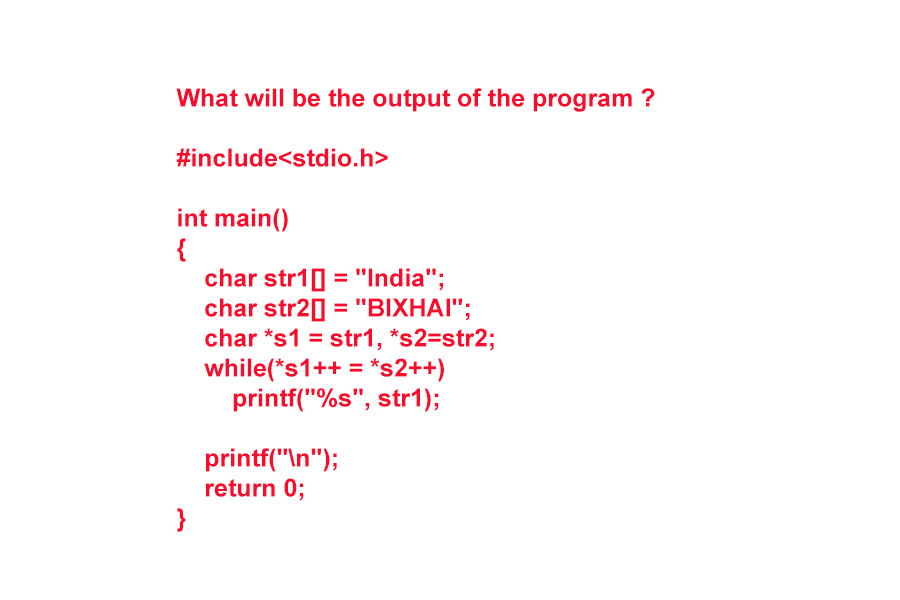 What will be the output of the program ?
#include<stdio.h>
int main()
{
char str1[] = "India";
char str2[] = "BIXHAI";
char *s1 = str1, *s2=str2;
while(*s1++ = *s2++)
printf("%s", str1);
printf("\n");
return 0;
}